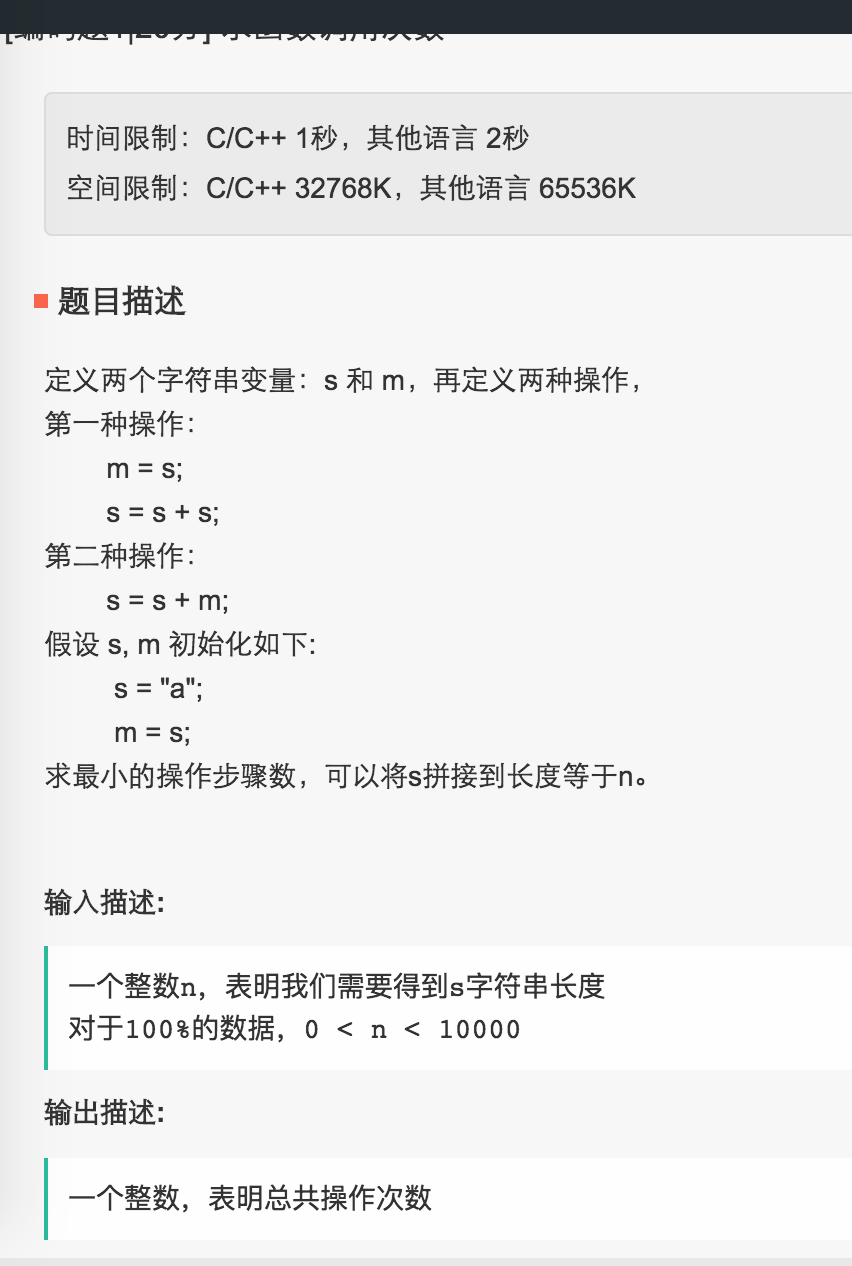 时间限制：C/C++ 1秒，其他语言 2秒
空间限制：C/C++ 32768K，其他语言 65536K
题目描述
定义两个字符串变量：s 和 m，再定义两种操作，
第一种操作：
m = s;
s = s + s;
第二种操作：
s = s + m;
假设 s, m 初始化如下:
s = "a";
m = s;
求最小的操作步骤数，可以将s拼接到长度等于n。
输入描述:
一个整数n，表明我们需要得到s字符串长度
对于100%的数据，0 < n < 10000
输出描述:
一个整数，表明总共操作次数